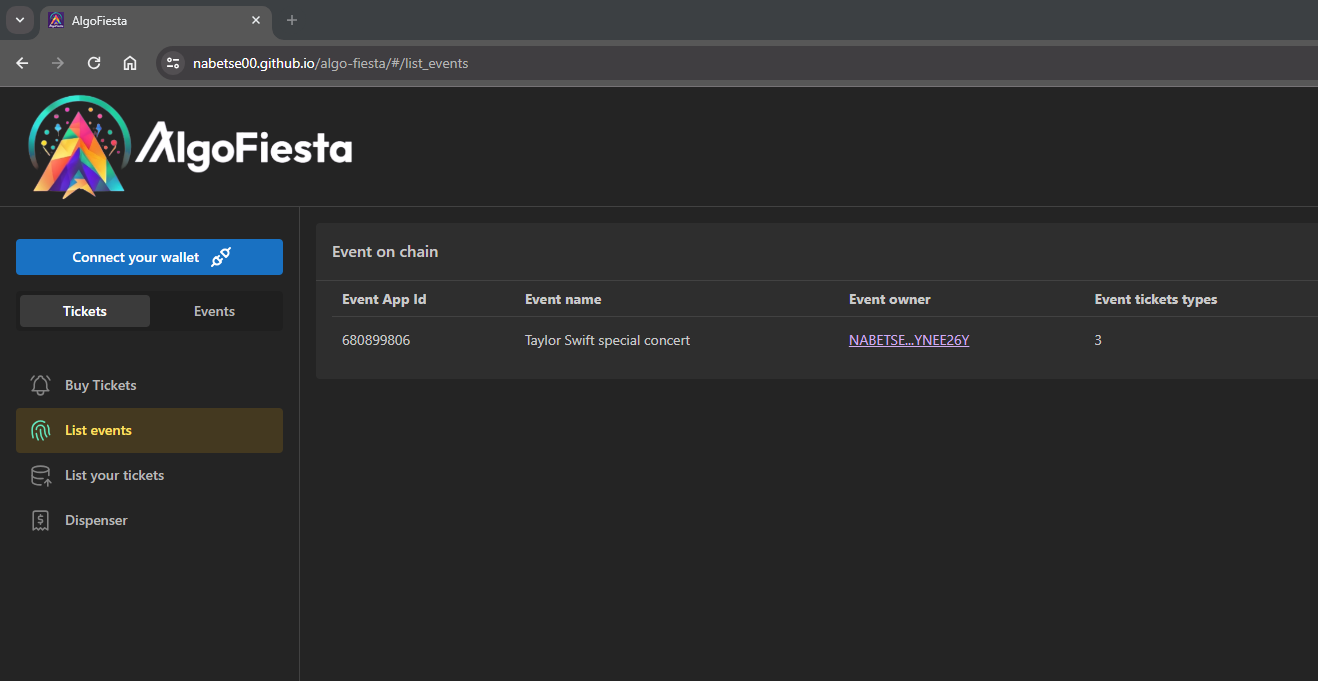 AlgoFiesta
nabetse00.github.io/algo-fiesta/#/list_events
AlgoFiesta
Connect your wallet
Tickets Events
Buy Tickets
List events
List your tickets
Dispenser
Event on chain
Event App Id Event name Event owner Event tickets types
680899806 Taylor Swift special concert NABETSE...YNEE26Y 3